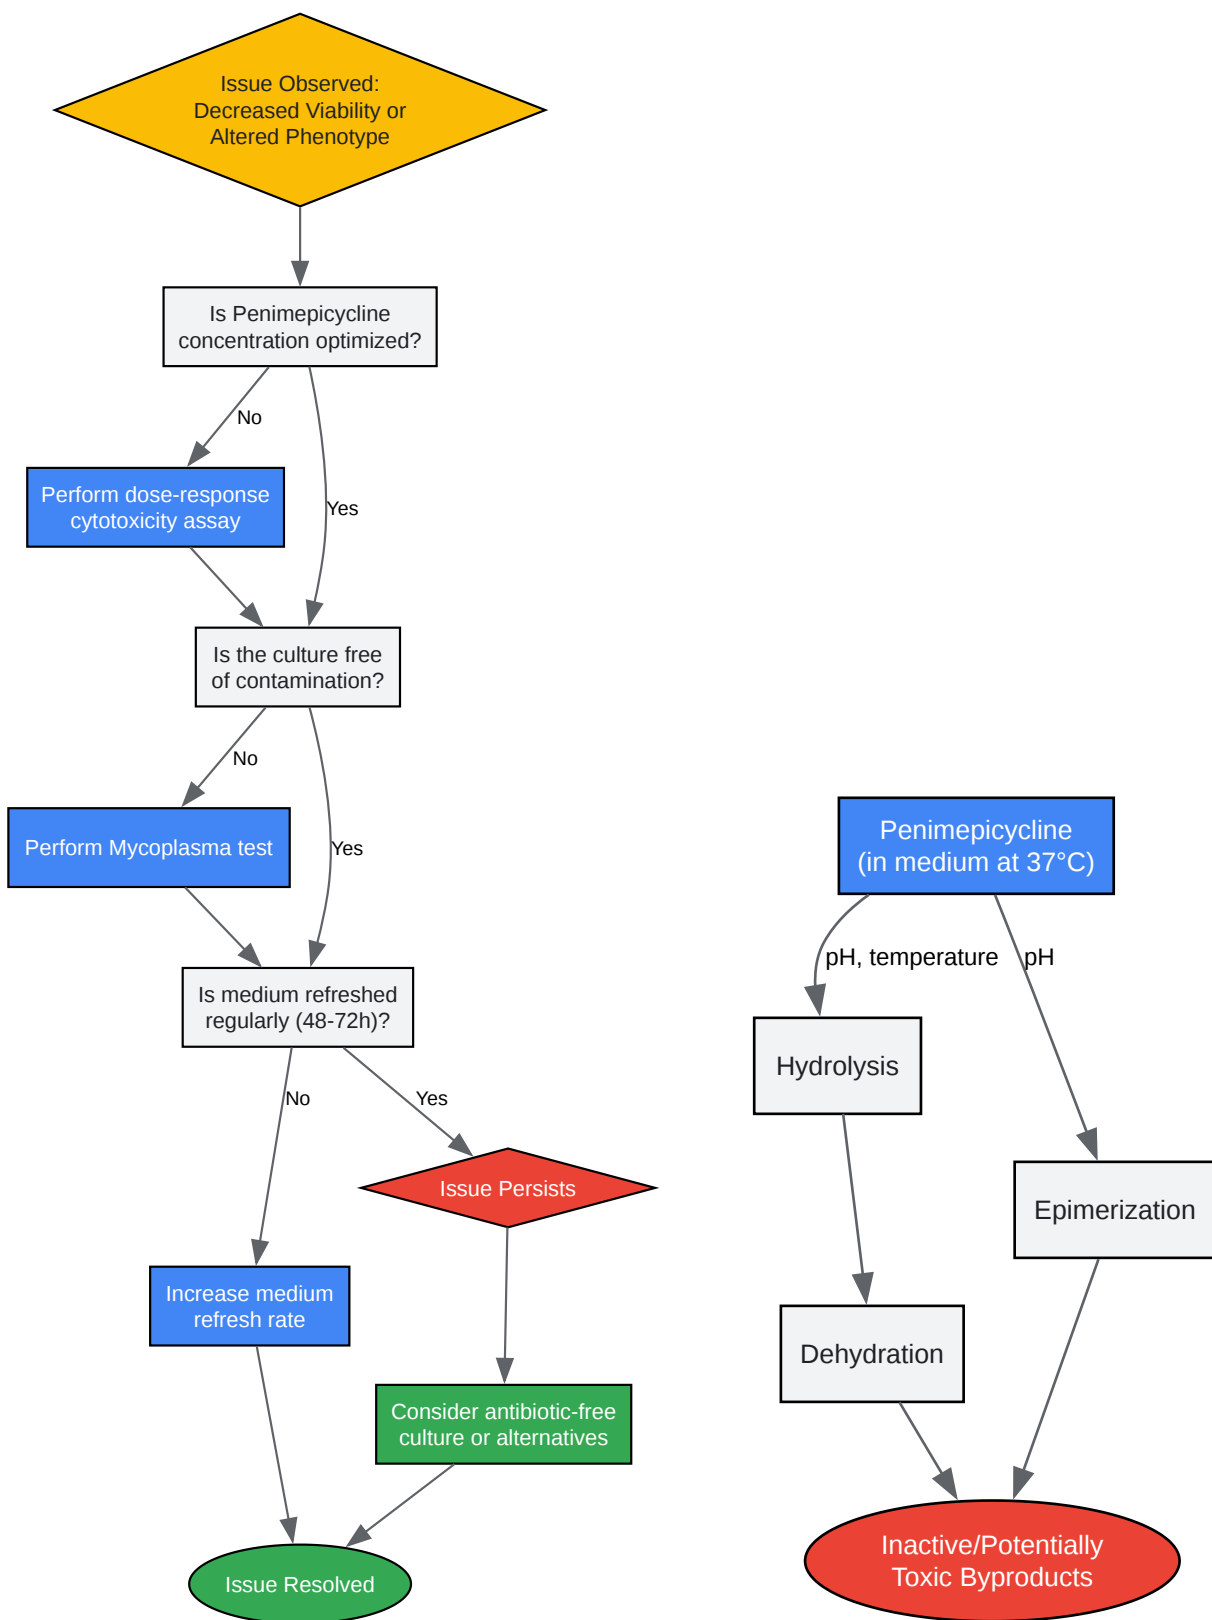 Issue Observed:
Decreased Viability or
Altered Phenotype
Is Penimepicycline
concentration optimized?
No
Yes
Perform dose-response
cytotoxicity assay
Is the culture free
of contamination?
No
Yes
Perform Mycoplasma test
Is medium refreshed
regularly (48-72h)?
No
Yes
Issue Persists
Increase medium
refresh rate
Consider antibiotic-free
culture or alternatives
Issue Resolved
Penimepicycline
(in medium at 37°C)
pH, temperature
pH
Hydrolysis
Epimerization
Dehydration
Inactive/Potentially
Toxic Byproducts